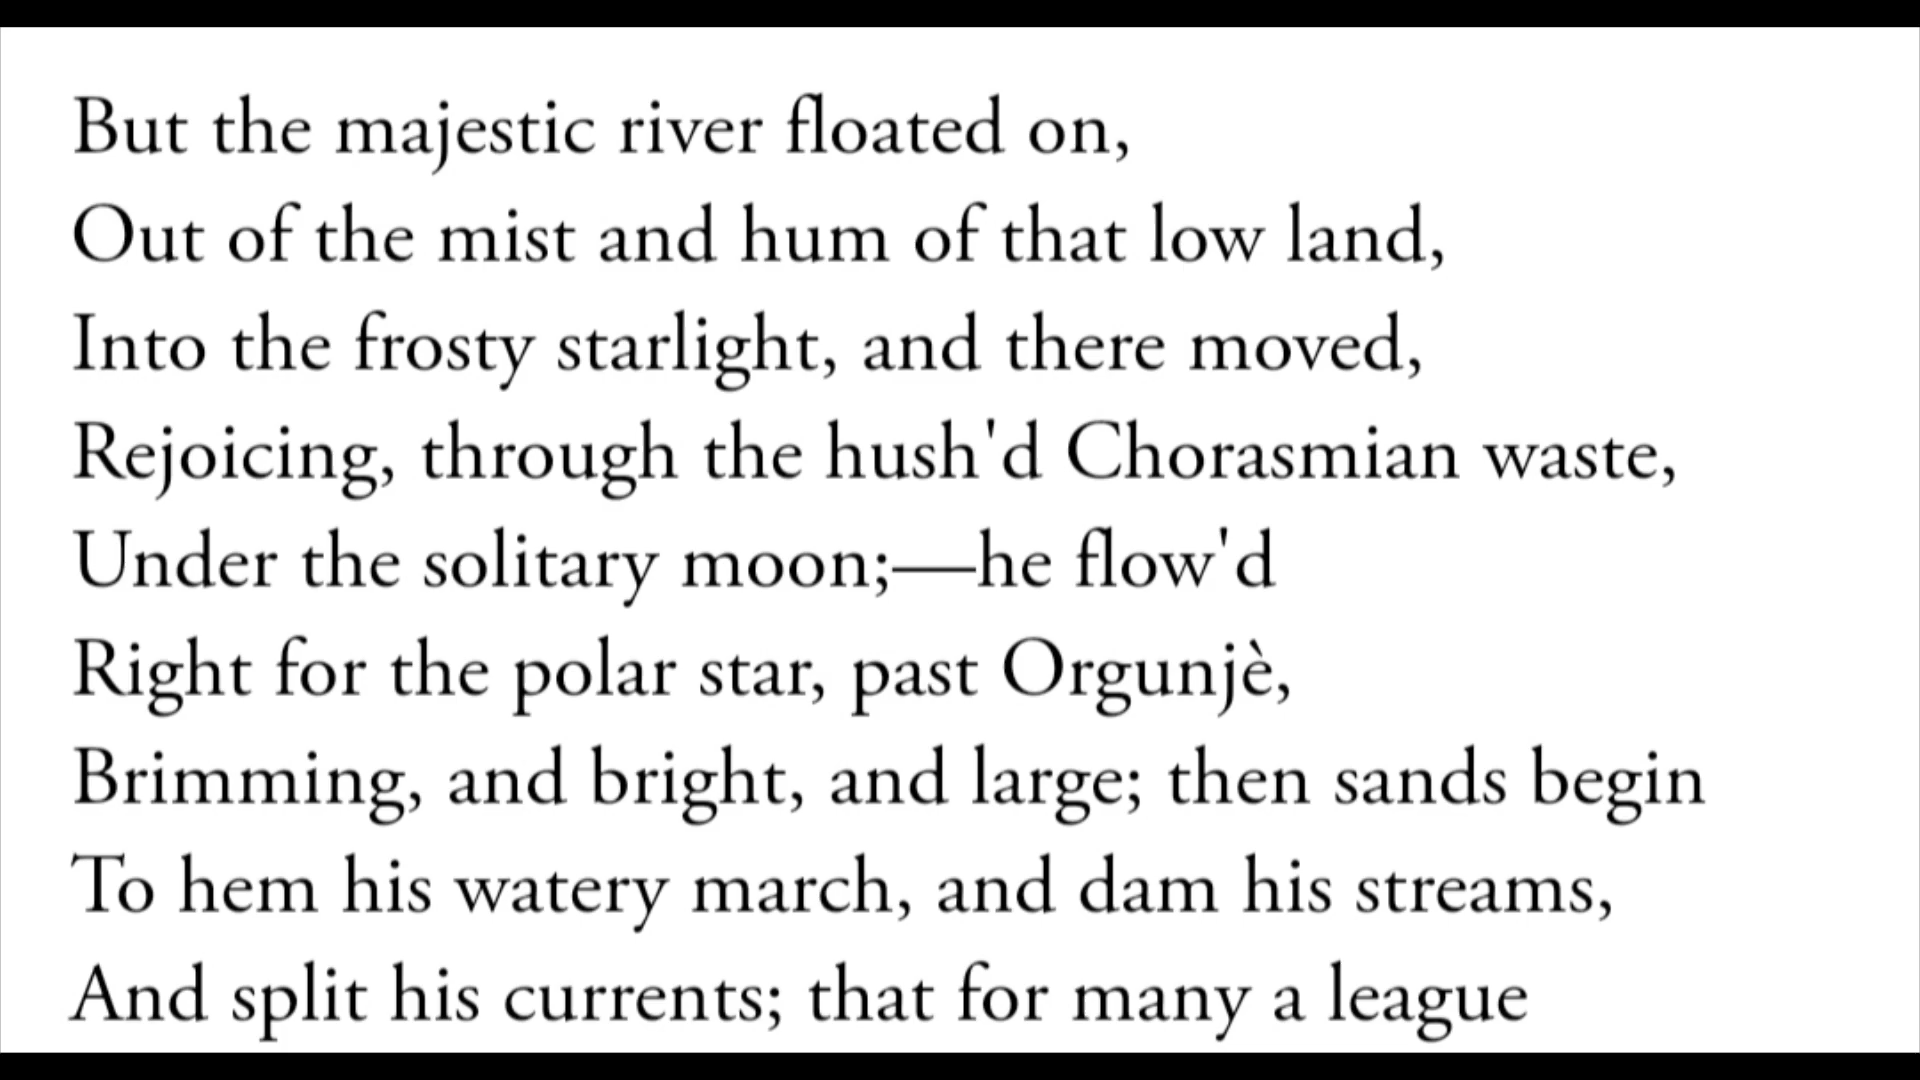 But the majestic river floated on,
Out of the mist and hum of that low land,
Into the frosty starlight, and there moved,
Rejoicing, through the hush'd Chorasmian waste,
Under the solitary moon;—he flow'd
Right for the polar star, past Orgunjè,
Brimming, and bright, and large; then sands begin
To hem his watery march, and dam his streams,
And split his currents; that for many a league